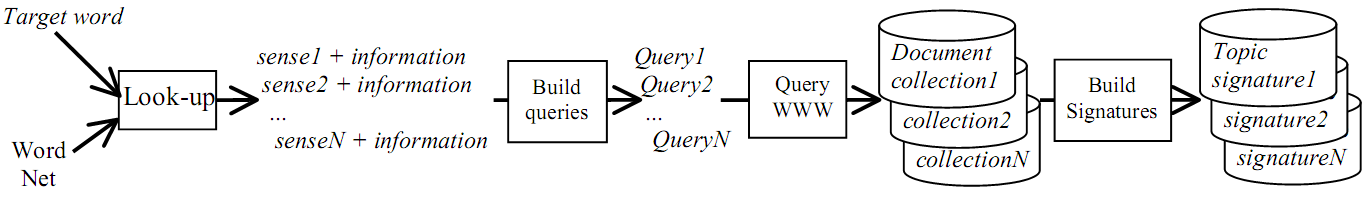 Target word
Word
Net
Look-up
sense1 + information
sense2 + information
...
senseN + information
Build
queries
Query1
Query2
...
QueryN
Query
WWW
Document
collection1
collection2
collectionN
Build
Signatures
Topic
signature1
signature2
signatureN